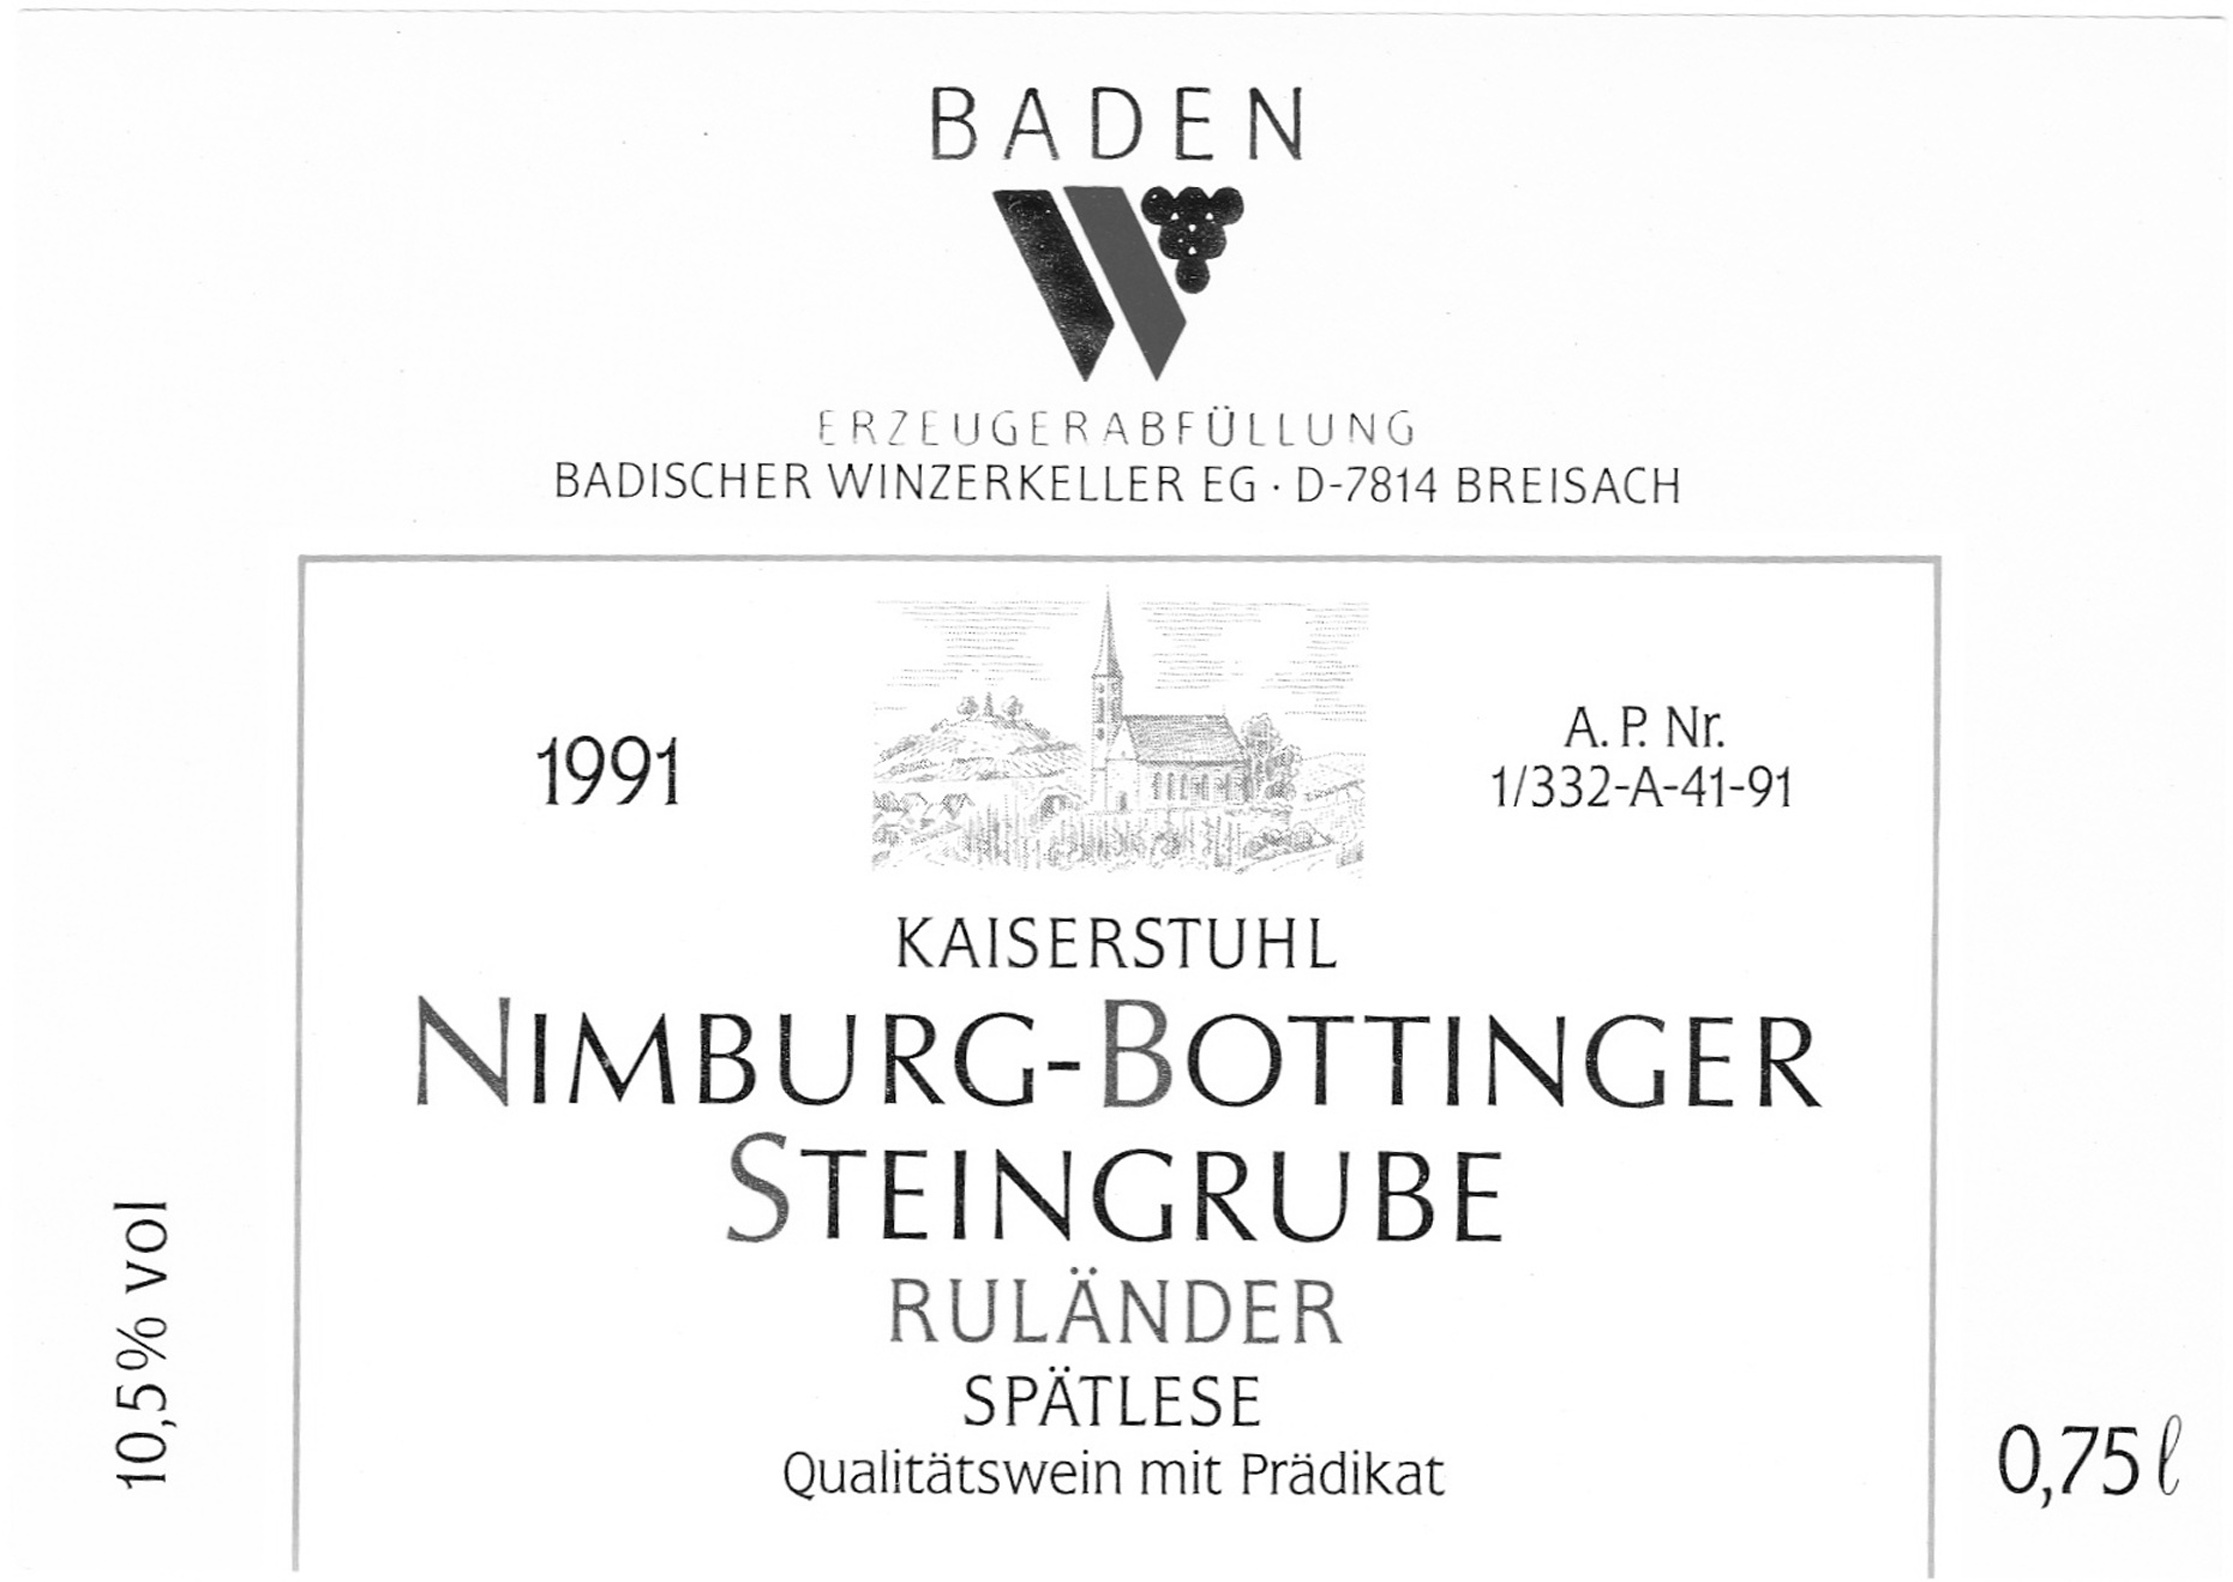 BADEN
ERZEUGERABFÜLLUNG
BADISCHER WINZERKELLER EG · D-7814 BREISACH
1991
A. P. Nr.
1/332-A-41-91
KAISERSTUHL
NIMBURG-BOTTINGER
STEINGRUBE
RULÄNDER
SPÄTLESE
Qualitätswein mit Prädikat
10,5% vol
0,75 ℓ